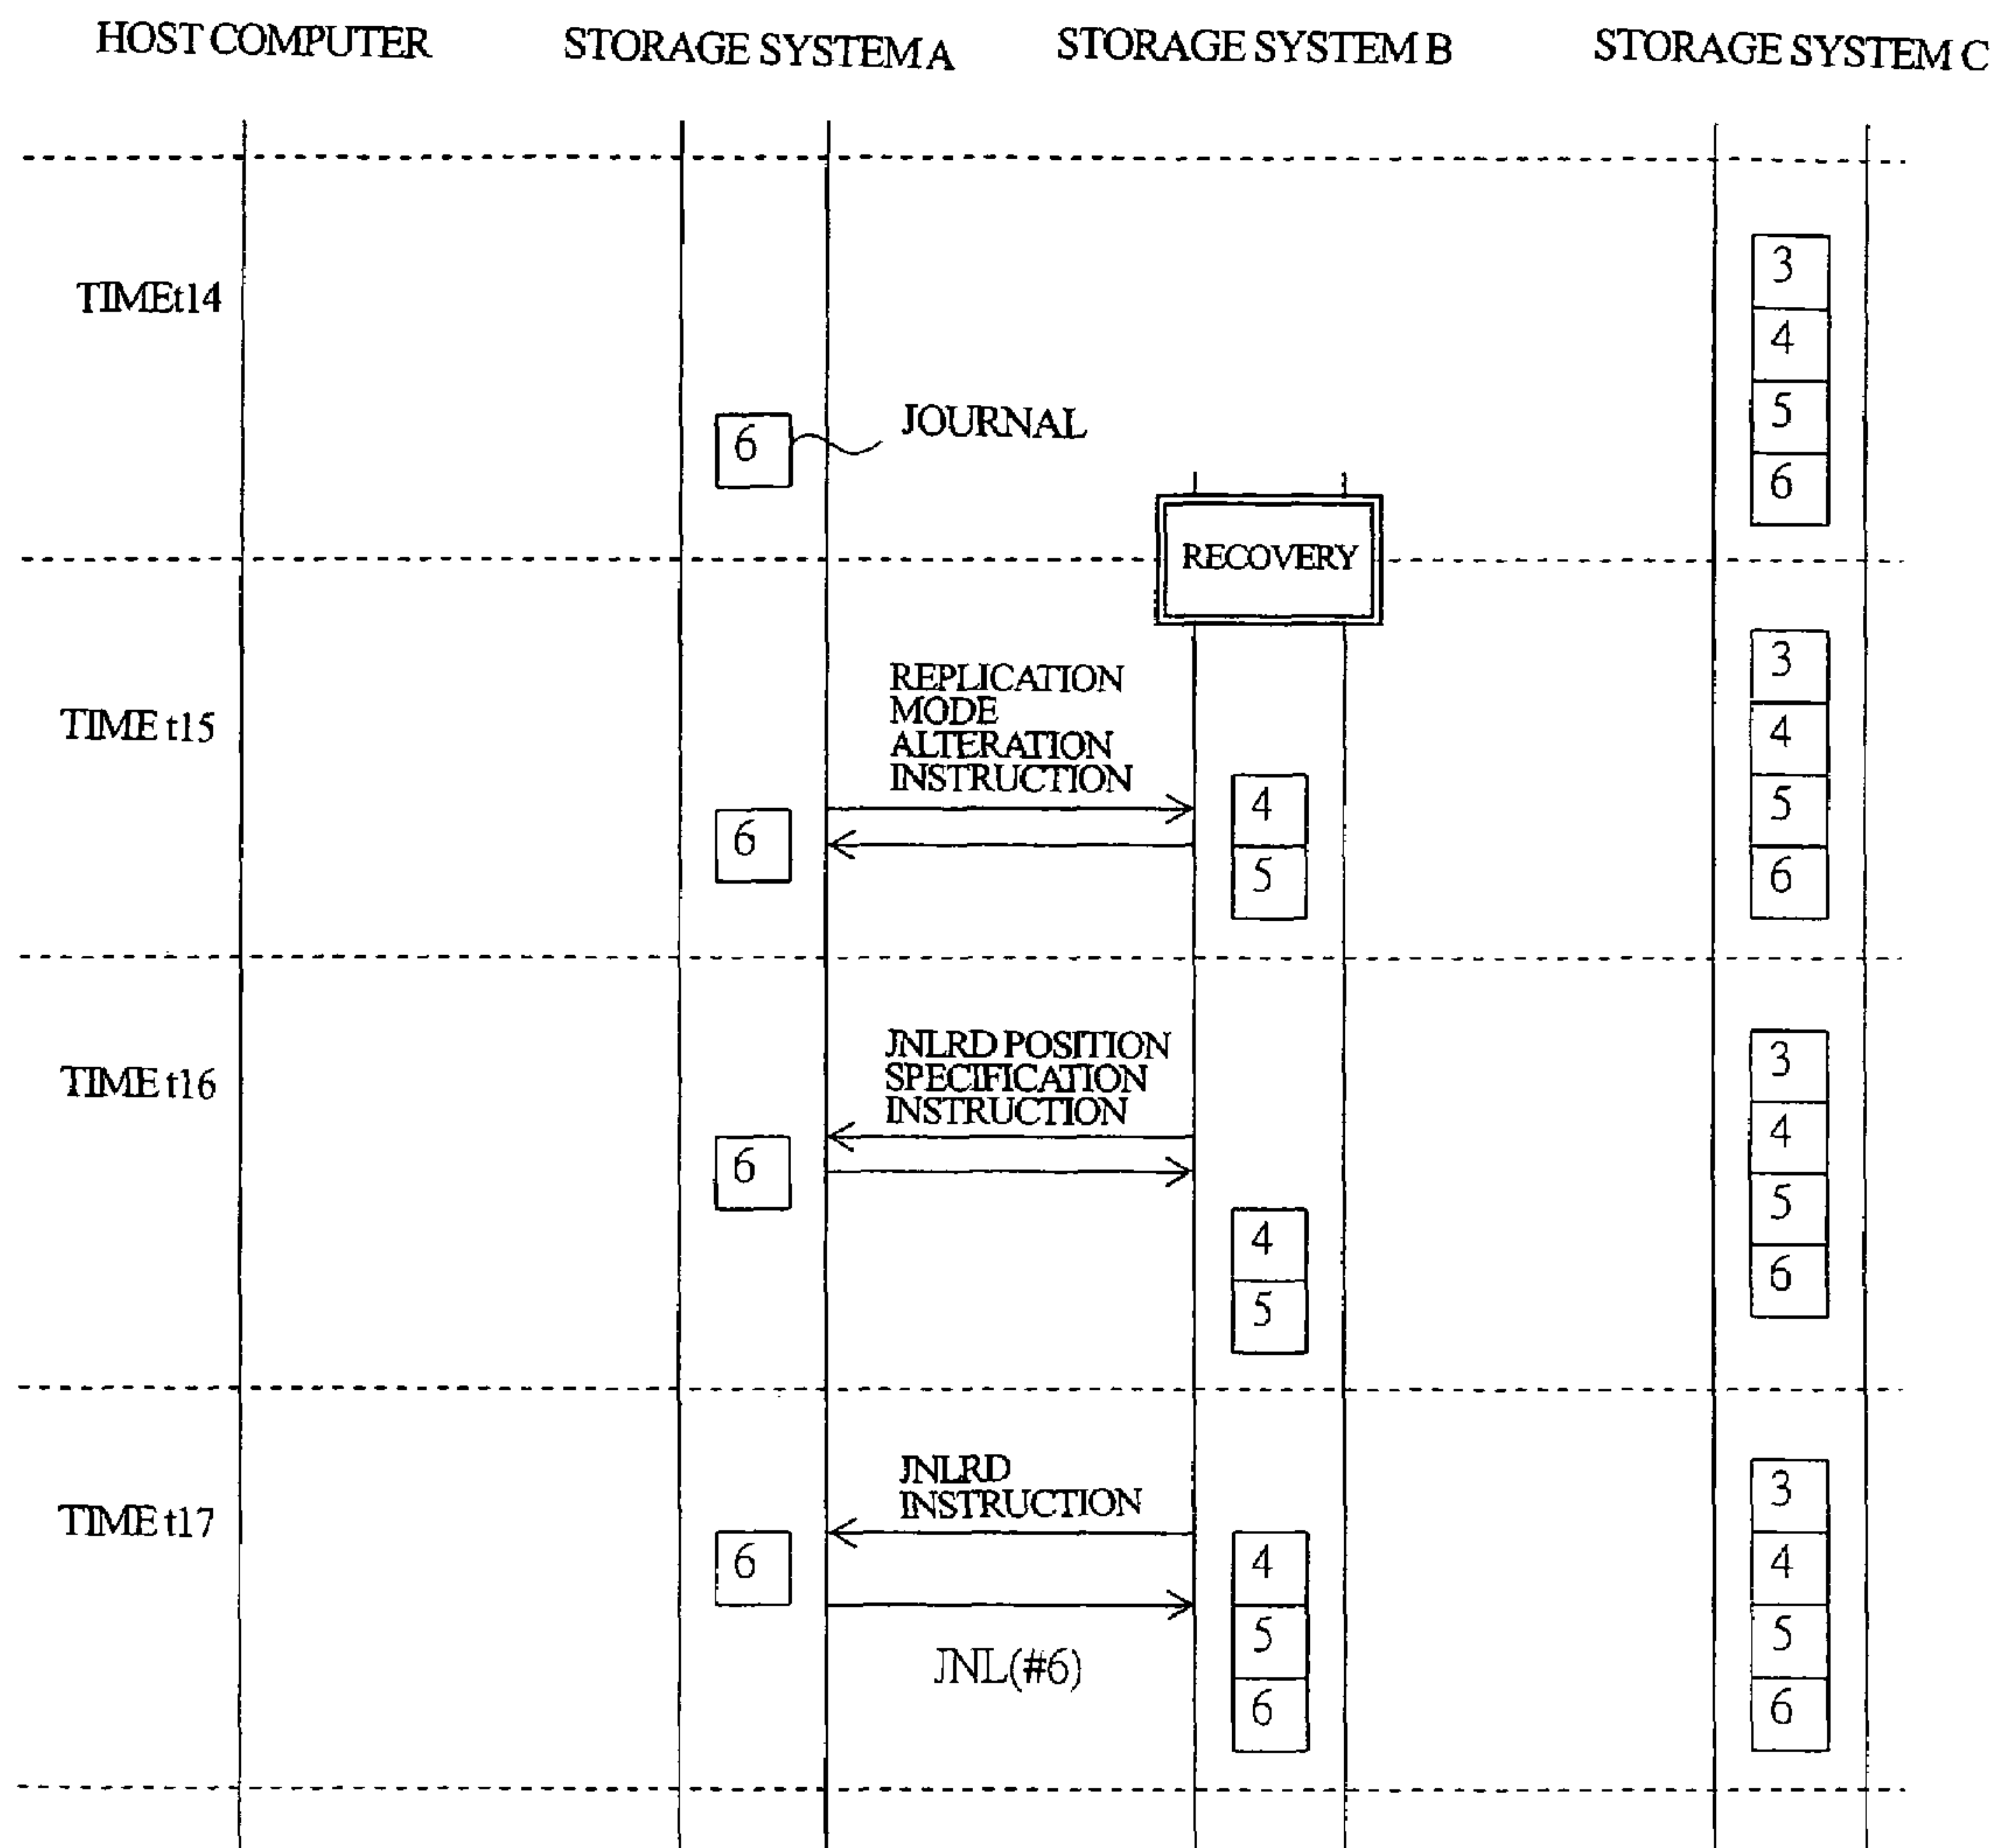 HOST COMPUTER STORAGE SYSTEM A STORAGE SYSTEM B STORAGE SYSTEM C
TIME t14
3
4
5
6
6
JOURNAL
RECOVERY
TIME t15
REPLICATION
MODE
ALTERATION
INSTRUCTION
6
4
5
3
4
5
6
TIME t16
JNLRD POSITION
SPECIFICATION
INSTRUCTION
6
4
5
3
4
5
6
TIME t17
JNLRD
INSTRUCTION
6
JNL(#6)
4
5
6
3
4
5
6